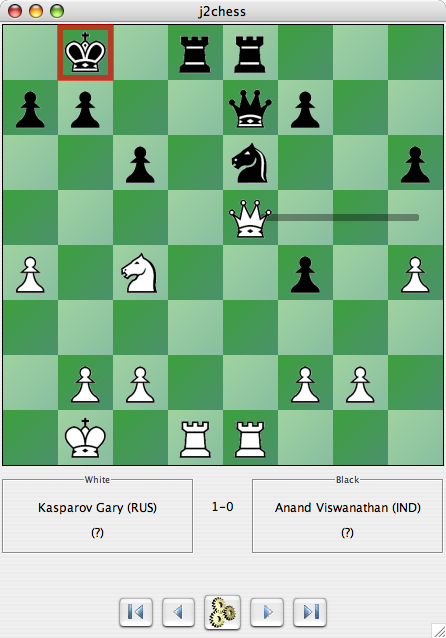 j2chess
White
Kasparov Gary (RUS)
(?)
1-0
Black
Anand Viswanathan (IND)
(?)